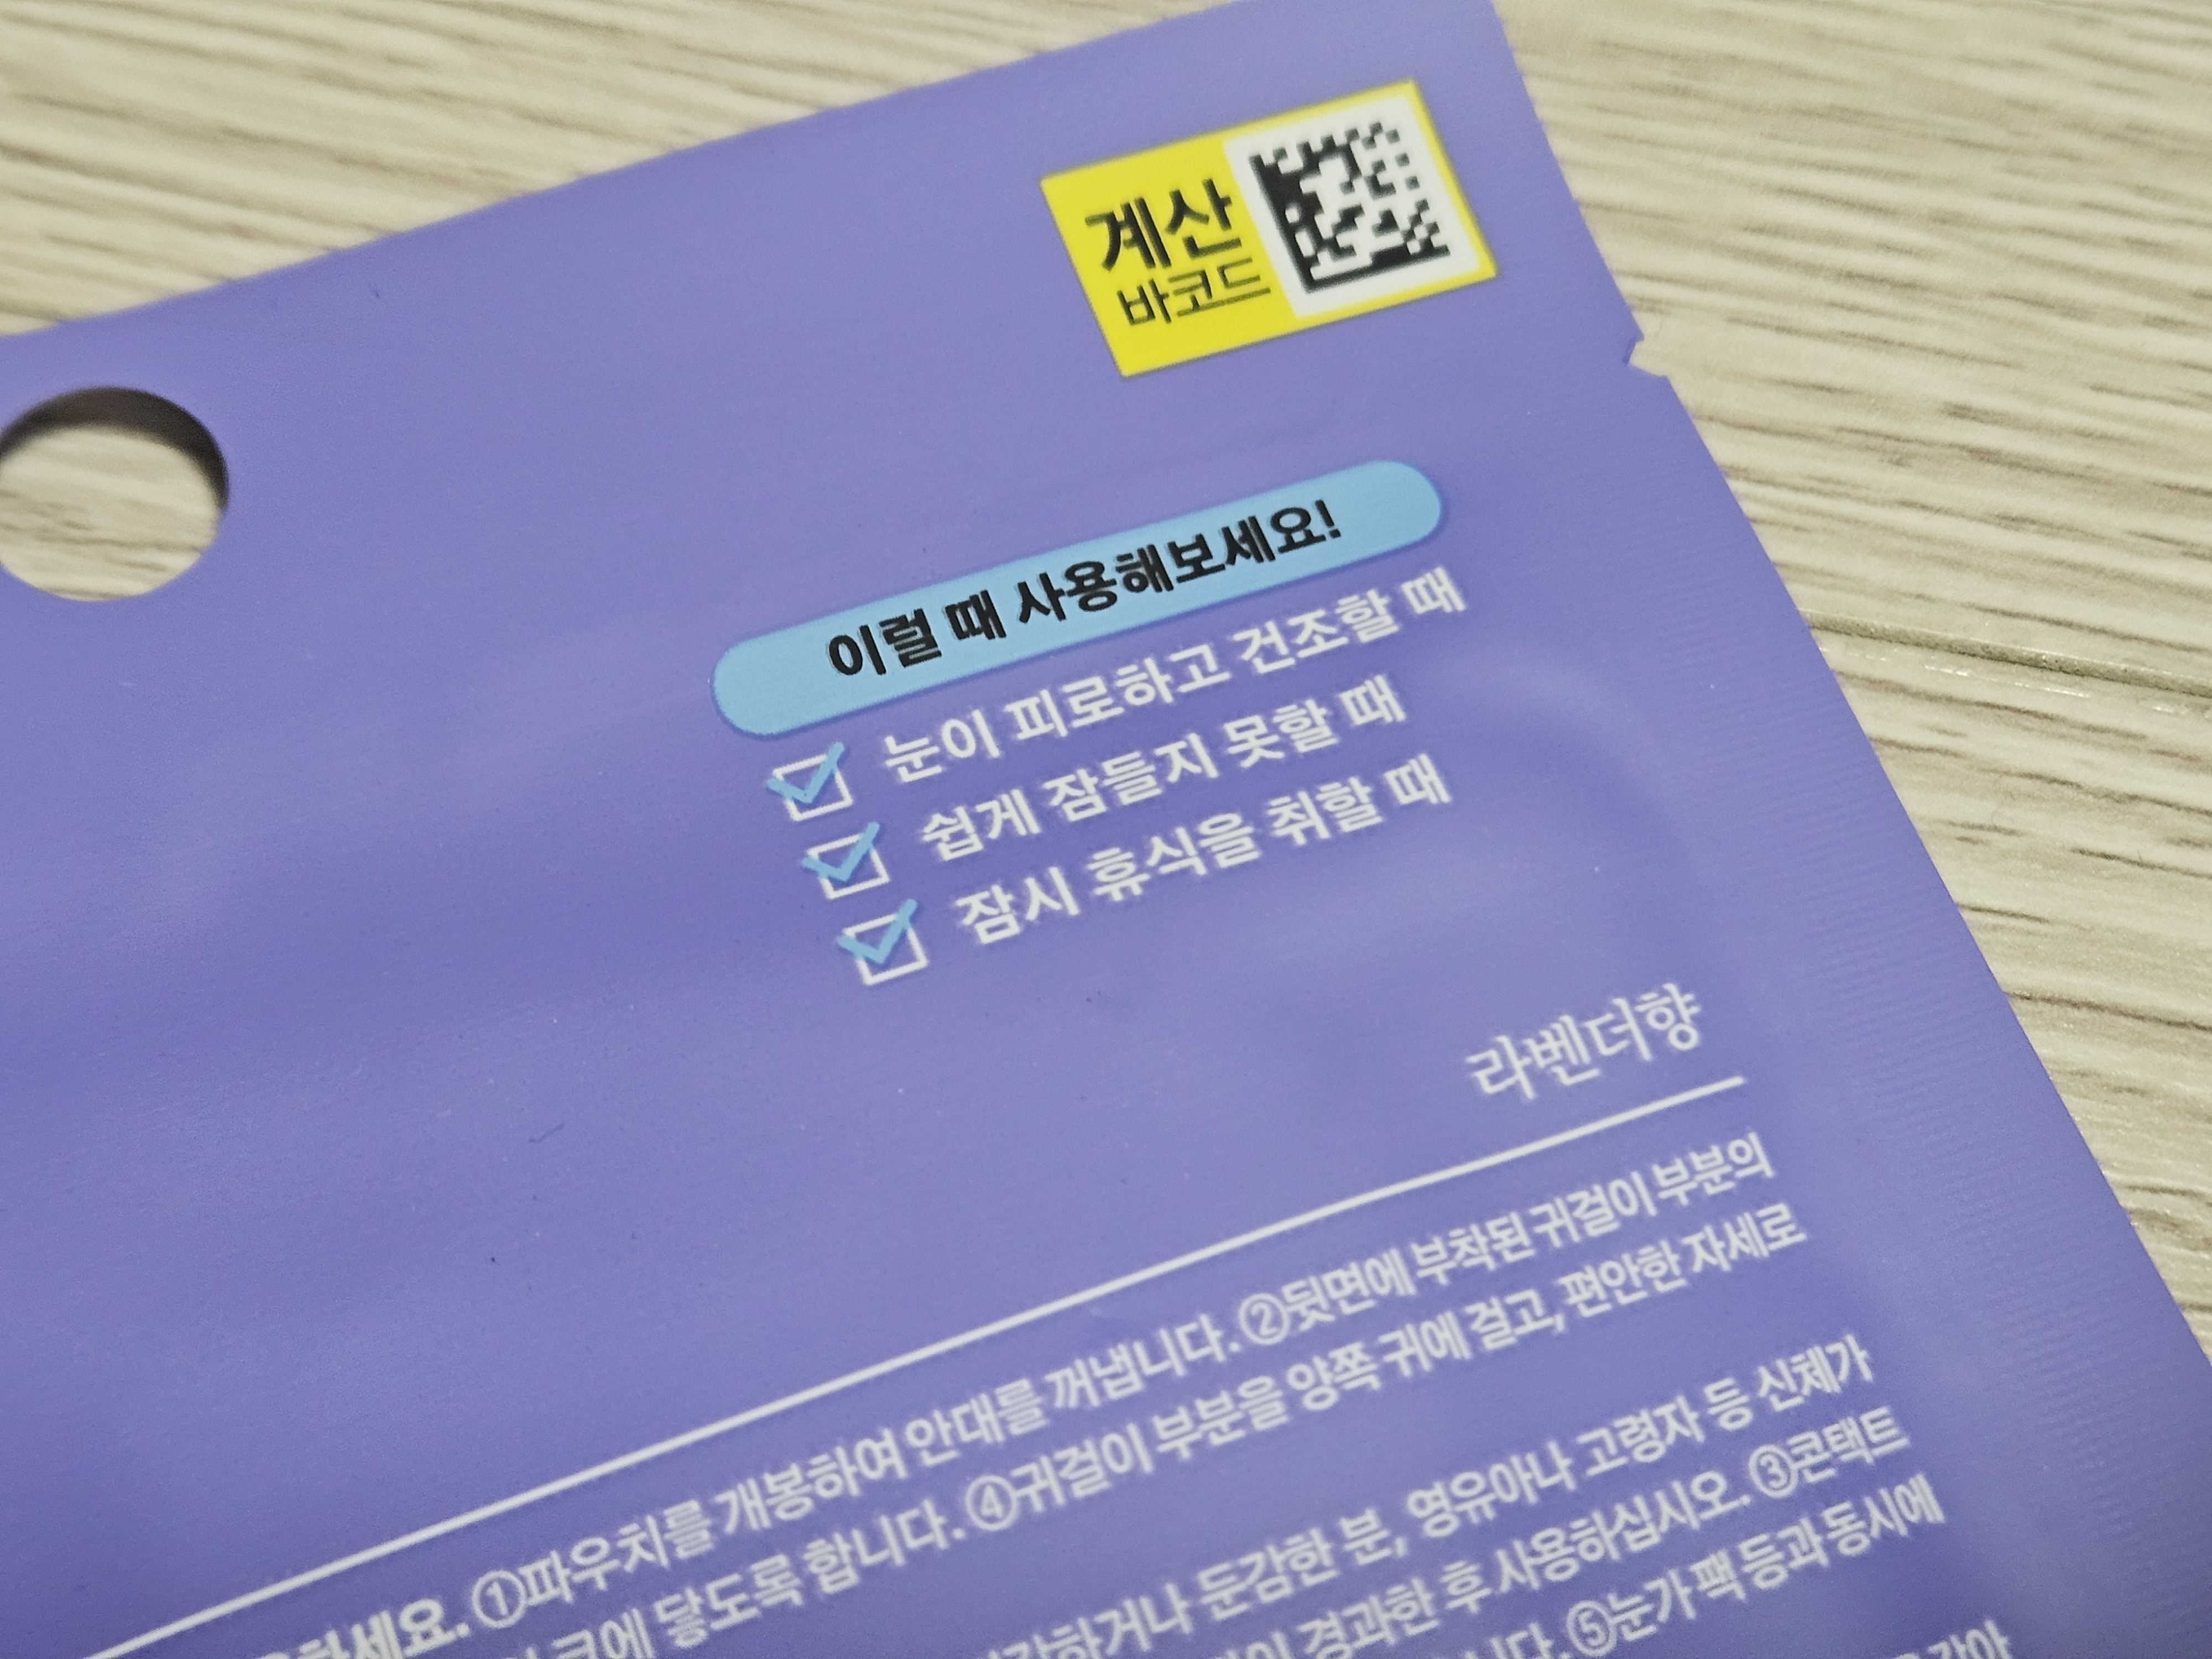 계산
바코드
이럴 때 사용해보세요!
눈이 피로하고 건조할 때
쉽게 잠들지 못할 때
잠시 휴식을 취할 때
라벤더향
①파우치를 개봉하여 안대를 꺼냅니다. ②뒷면에 부착된 귀걸이 부분의
코에 닿도록 합니다. ④귀걸이 부분을 양쪽 귀에 걸고, 편안한 자세로
둔감한 분, 영유아나 고령자 등 신체가
경과한 후 사용하십시오. ③콘택트
⑤눈가 팩 등과 동시에